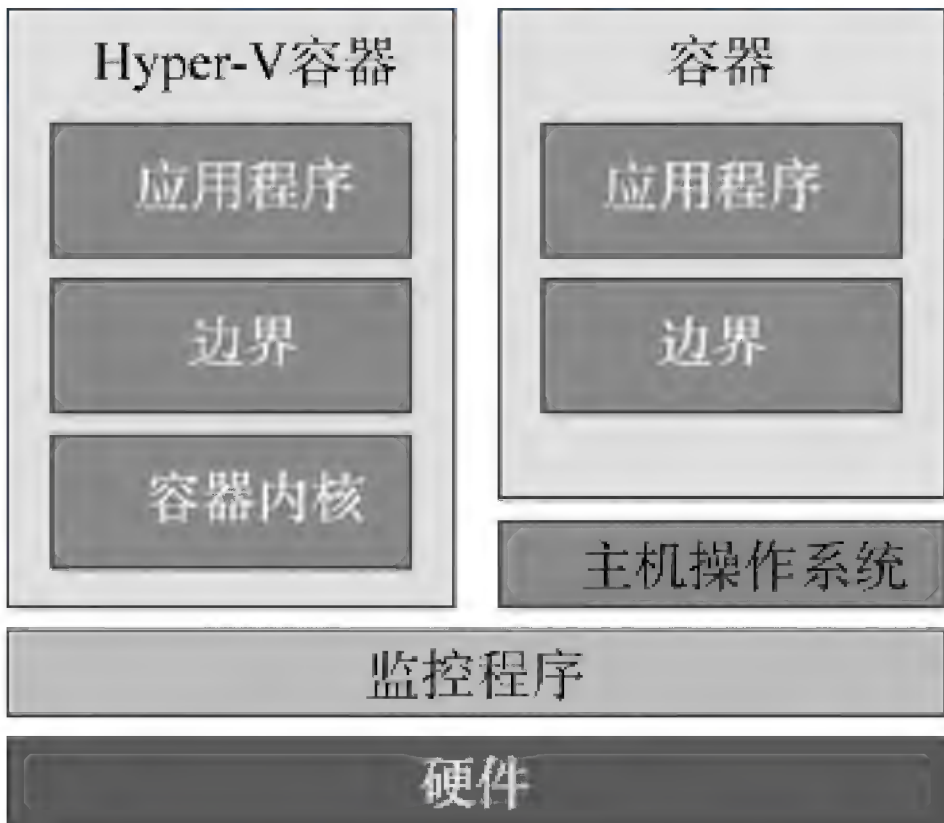 Hyper-V容器
应用程序
边界
容器内核
容器
应用程序
边界
主机操作系统
监控程序
硬件